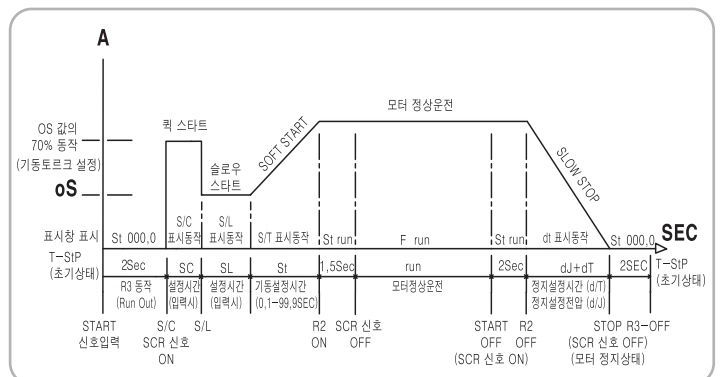 A
OS 값의
70% 동작
(기동토르크 설정)
oS
퀵 스타트
슬로우
스타트
SOFT START
모터 정상운전
SLOW STOP
SEC
표시창 표시
St 000,0
S/C
표시동작
S/L
표시동작
S/T 표시동작
St run
F run
St run
dt 표시동작
St 000,0
T-StP
(초기상태)
2Sec
SC
SL
St
1,5Sec
run
2Sec
dJ+dT
2SEC
T-StP
(초기상태)
R3 동작
(Run Out)
설정시간
(입력시)
설정시간
(입력시)
기동설정시간
(0,1-99,9SEC)
모터정상운전
정지설정시간 (d/T)
정지설정전압 (d/J)
START
신호입력
S/C
SCR 신호
ON
S/L
R2
ON
SCR 신호
OFF
START
OFF
(SCR 신호 ON)
R2
OFF
STOP
(SCR 신호 OFF)
(모터 정지상태)
R3-OFF